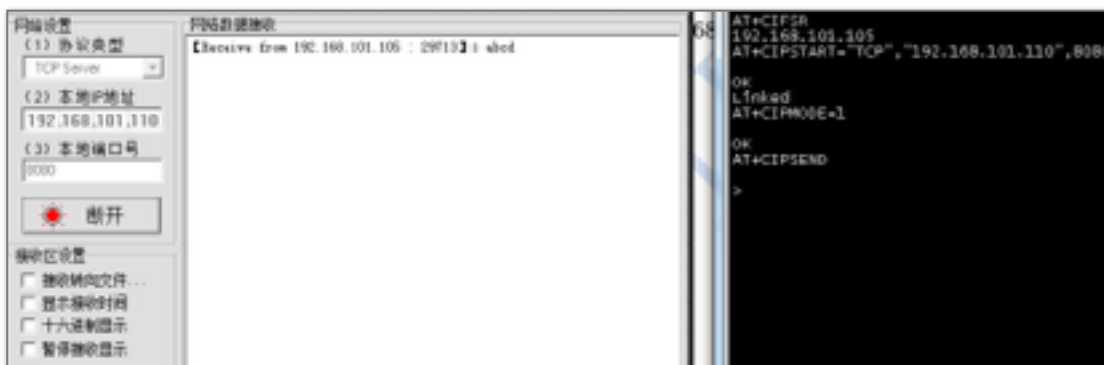 网络设置
(1) 协议类型
TCP Server
(2) 本地IP地址
192.168.101.110
(3) 本地端口号
8080
断开
接收区设置
接收转向文件...
显示接收时间
十六进制显示
暂停接收显示
网络数据接收
【Receive from 192.168.101.105 : 29713】: abcd
68
AT+CIFSR
192.168.101.105
AT+CIPSTART="TCP","192.168.101.110",8080
OK
Linked
AT+CIPMODE=1
OK
AT+CIPSEND
>